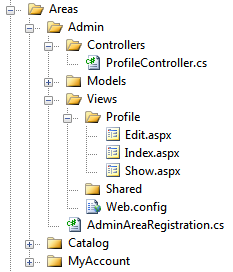 Areas
Admin
Controllers
ProfileController.cs
Models
Views
Profile
Edit.aspx
Index.aspx
Show.aspx
Shared
Web.config
AdminAreaRegistration.cs
Catalog
MyAccount